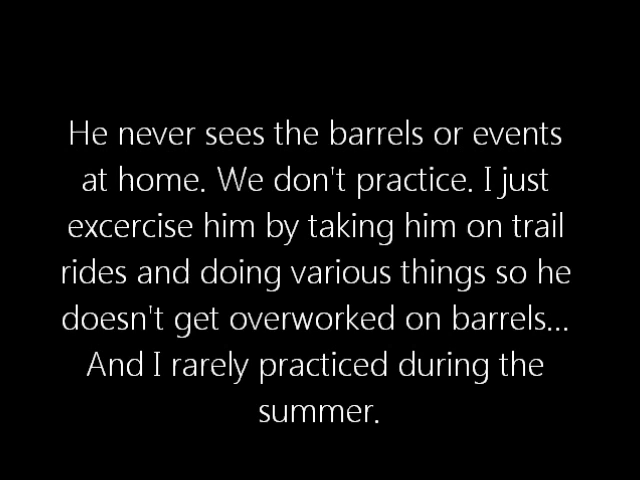 He never sees the barrels or events
at home. We don't practice. I just
excercise him by taking him on trail
rides and doing various things so he
doesn't get overworked on barrels...
And I rarely practiced during the
summer.